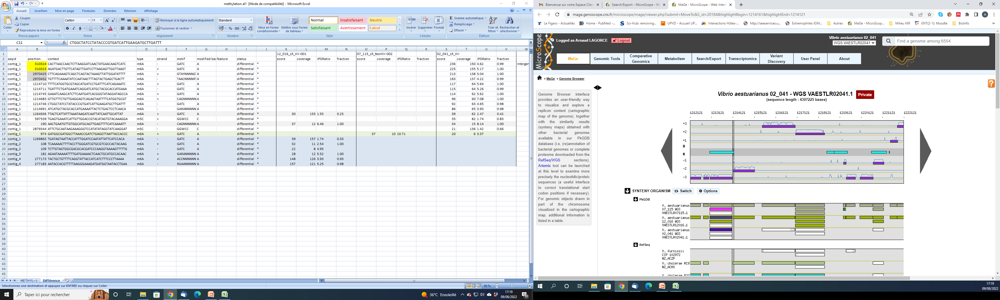 methylation al1 [Mode de compatibilité] - Microsoft Excel
Accueil Insertion Mise en page Formules Données Révision Affichage
Coller
Couper
Copier
Reproduire la mise en forme
Presse-papiers
Calibri 11
G I S
Police
Renvoyer à la ligne automatiquement
Fusionner et centrer
Alignement
Standard
% 000
Nombre
Mise en forme conditionnelle
Mettre sous forme de tableau
Normal Insatisfaisant Neutre
Satisfaisant Avertissement Calcul
Style
Insérer Supprimer Format
Cellules
Somme automatique
Remplissage
Effacer
Trier et filtrer
Rechercher et sélectionner
Édition
C11 fx CTGGCTATCCTATACCCGTGATCATTGAAGATGCTTGATTT
A B C D E F G H I J K L M N O P Q R S T U V W
1 12_016_LR_Vir-001 07_115_LR_NonVir-002 02_041_LR_Vir
2 seqid position context type strand motif modified bas feature status score coverage IPDRatio fraction score coverage IPDRatio fraction score coverage IPDRatio fraction
3 contig_1 310324 CACTTAACCAACTCTTAAGGATCAACTATGAACAAGTCATC m6A - GATC A differential * 236 150 4.62 0.99 Interger
4 contig_1 310323 AGATGACTTGTTCATAGTTGATCCTTAAGAGTTGGTTAAGT m6A + GATC A differential * 225 155 5.17 1.00
5 contig_1 2970425 CTTCAGAAAGTCAGCTCAGTACTAAAGTTATTGGATATTTT m6A + GTAYNNNNG A differential * 213 138 5.04 1.00
6 contig_1 2970432 TGTTTTCAAAATATCCAATAACTTTAGTACTGAGCTGACTT m6A - TAACNNNNRT A differential * 163 137 4.22 0.99
7 contig_1 1214710 TTTTCATGGTGCGTAGCATGATCCTGATTTCATCAGAAATC m6A + GATC A differential * 117 64 5.64 1.00
8 contig_1 1214711 TGATTTCTGATGAAATCAGGATCATGCTACGCACCATGAAA m6A - GATC A differential * 115 64 5.26 0.99
9 contig_1 1214745 GAAATCAAGCATCTTCAATGATCACGGGTATAGGATAGCCA m6A + GATC A differential * 114 62 5.62 1.00
10 contig_1 1214683 GTTGTTTCTGTTGAGGAGTCAGAGTAATTTTCATGGTGCGT m6A + CAGNNNNNN A differential * 96 60 7.08 1.00
11 contig_1 1214746 CTGGCTATCCTATACCCGTGATCATTGAAGATGCTTGATTT m6A - GATC A differential * 92 63 4.65 0.98
12 contig_1 1214691 ATCATGCTACGCACCATGAAAATTACTCTGACTCCTCAACA m6A - GARANNNNN A differential * 86 65 3.93 0.98
13 contig_1 1264936 TTACTCATTATTTAAATAAGATCAATTATCAATTGCATTAT m6A + GATC A differential * 30 153 1.55 0.25 39 62 2.47 0.42
14 contig_1 597539 TGAGTGAAATCATTGTTGGACCGTACATAGTGTACAAAGGA m5C + GGWCC C differential * 35 82 1.74 0.83
15 contig_3 190 AACTGAATGTTGTGGCATGCAGTTGAGTTTTCATCAAAATT m6A - CAGNNNNNN A differential * 37 12 6.46 1.00 34 15 8.14 1.00
16 contig_1 2879344 ATTCTGCAATAAGAAAGGGTCCATATATAGGTATCAAGGAT m5C - GGWCC C differential * 21 136 1.42 0.66
17 contig_1 974 GATGGCGATGGCTTAAACCGATCTGAGGTTAATTACCACCC m6A + GATC A differential * 37 10 10.71 20 6 3.37
18 contig_1 1269863 TGATAGTAATTACCATTTGGATCCAATATTATTCATCCACA m6A - GATC A differential * 39 157 1.74 0.33
19 contig_2 108 TCAAAAACTTTTACCTTGGGATCGTGCGTCGCCACTACAAG m6A + GATC A differential * 32 11 2.54 1.00
20 contig_2 109 TCTTGTAGTGGCGACGCACGATCCCAAGGTAAAAGTTTTTG m6A - GATC A differential * 22 8 4.95
21 contig_3 182 AGAATAAAAATTTTGATGAAAACTCAACTGCATGCCACAAC m6A + GARANNNNN A differential * 28 12 5.52 1.00
22 contig_4 277173 TACTGCTGTTTTCAGGTATTACCATCATCTTTCCCTTAAAA m6A + ACCNNNNNN A differential * 148 126 3.93 0.93
23 contig_4 277183 AATACCACGTTTTTAAGGGAAAGATGATGGTAATACCTGAA m6A - RGAANNNNN A differential * 157 121 5.25 0.98
24
25
26
27
28
29
30
31
32
33
34
35
36
37
38
39
40
41
42
43
44
45
METHYL~1 Différence
Sélectionnez une destination et appuyez sur ENTRÉE ou cliquez sur Coller 90 %
Taper ici pour rechercher
36°C Ensoleillé
17:19
09/08/2022
10
Bienvenue sur votre Espace Clien
Search/Export - MicroScope - We
MaGe - MicroScope - Web Interf
mage.genoscope.cns.fr/microscope/mage/viewer.php?submit=MoveTo&S_id=20184&highlightBegin=1214161&highlightEnd=1214121
A
Le Figaro - Actualités
Home - PubMed -...
Sci-Hub: removing...
UPVD - Accueil UP...
Interactions Hôtes-...
http://seeservices.u...
Extremophiles IGM...
Autres
MaGe - MicroScop...
Milieu M9
ENT(2-1): Moodle
BioInfo
MicroScope
Logged as Arnaud LAGORCE Logout
Vibrio aestuarianus 02_041
WGS VAESTLR02041
Find a genome among 6554
MaGe
Genomic Tools
Comparative Genomics
Metabolism
Search/Export
Transcriptomics
Variant Discovery
User Panel
About
» MaGe » Genome Browser
?
Genome Browser interface
provides an user-friendly way
to visualize and explore a
replicon content (cartographic
map of the genome), together
with the similarity results
(synteny maps) obtained with
other bacterial genomes
available in our PkGDB
database (i.e, (re)annotation of
bacterial genomes or complete
proteome downloaded from the
RefSeq/WGS sections).
Artemis tool can be launched
at this level to examine more
precisely the nucleotidic/proteic
sequences (a useful interface
to correct translational start
codon positions if necessary).
For genomic objects drawn in
part of the chromosome
visualized in the cartographic
map, additional information is
listed in a table.
Vibrio aestuarianus 02_041 - WGS VAESTLR02041.1 Private
(sequence length : 4307225 bases)
1212121 1213121 1214121 1215121 1216121 1217121 1218121 1219121 1220121 1221121 1222121
+3
+2
+1
D
R
-1
-2
-3
SYNTENY ORGANISM Switch Options
PkGDB
V. aestuarianus
07_115 WGS
VAESTLR07115.1
V. aestuarianus
12_016 WGS
VAESTLR12016.1
V. aestuarianus
02_041 WGS
VAESTLR02041.1
RefSeq
V. furnissii
CIP 102972
NZ_ACZP
V. cholerae RC9
NZ_ACHX
V. cholerae B33
17:19
09/08/2022